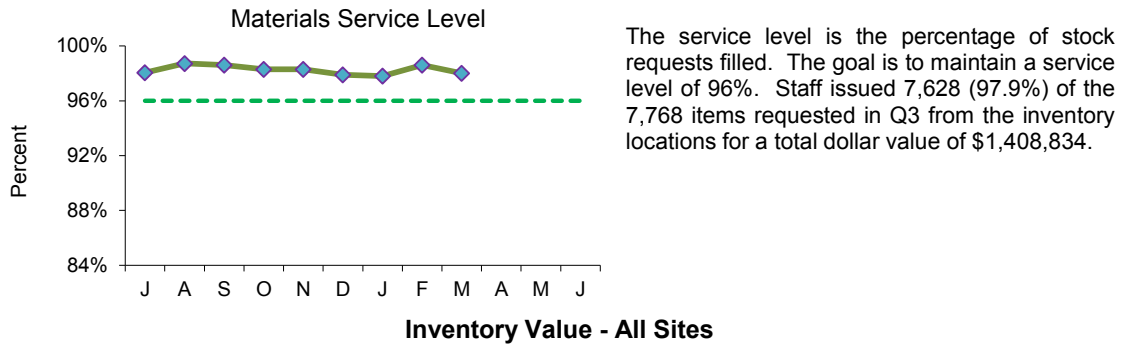 Materials Service Level
100%
96%
92%
88%
84%
Percent
J A S O N D J F M A M J
The service level is the percentage of stock
requests filled. The goal is to maintain a service
level of 96%. Staff issued 7,628 (97.9%) of the
7,768 items requested in Q3 from the inventory
locations for a total dollar value of $1,408,834.
Inventory Value - All Sites